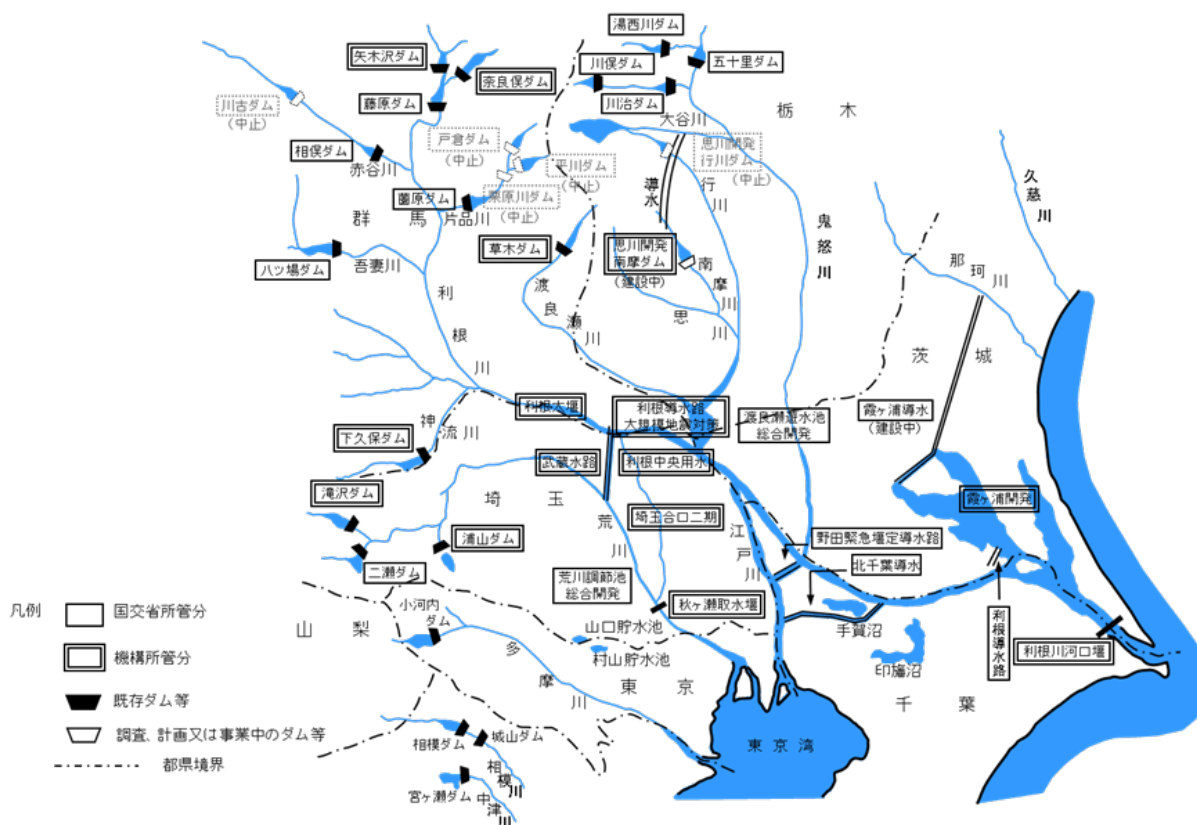 湯西川ダム
矢木沢ダム
奈良俣ダム
川俣ダム
五十里ダム
川古ダム
(中止)
藤原ダム
川治ダム
大谷川
栃木
戸倉ダム
(中止)
平川ダム
(中止)
思川開発
行川ダム
(中止)
相俣ダム
赤谷川
栗原川ダム
(中止)
薗原ダム
片品川
導水
行川
久慈川
群馬
草木ダム
思川開発
南摩ダム
(建設中)
南摩川
鬼怒川
那珂川
八ツ場ダム
吾妻川
利根川
渡良瀬川
思川
茨城
利根大堰
利根導水路
大規模地震対策
渡良瀬遊水池
総合開発
霞ヶ浦導水
(建設中)
下久保ダム
神流川
武蔵水路
利根中央用水
滝沢ダム
埼玉
荒川
埼玉合口二期
霞ヶ浦開発
浦山ダム
江戸川
野田緊急堰定導水路
二瀬ダム
荒川調節池
総合開発
北千葉導水
凡例
国交省所管分
小河内
ダム
秋ヶ瀬取水堰
山梨
山口貯水池
手賀沼
利根導水路
利根川河口堰
機構所管分
村山貯水池
印旛沼
多摩川
東京
千葉
既存ダム等
調査、計画又は事業中のダム等
相模ダム
城山ダム
東京湾
都県境界
相模川
宮ヶ瀬ダム
中津川